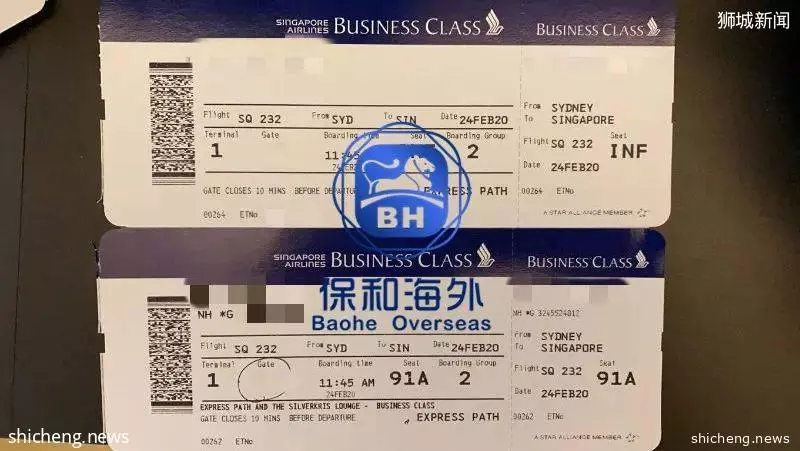 狮城新闻
SINGAPORE AIRLINES BUSINESS CLASS BUSINESS CLASS
Flight SQ 232 From SYD To SIN Date 24FEB20
Terminal Gate Boarding time Seat Boarding Group
1 11:45 2
GATE CLOSES 10 MINS BEFORE EXPRESS PATH
00264 ETNo
From SYDNEY
To SINGAPORE
Flight SQ 232 Seat INF
Date 24FEB20
00264 ETNo
A STAR ALLIANCE MEMBER
BH
保和海外
Baohe Overseas
SINGAPORE AIRLINES BUSINESS CLASS BUSINESS CLASS
NH *G
Flight SQ 232 From SYD To SIN Date 24FEB20
Terminal Gate Boarding time Seat Boarding Group
1 11:45 AM 91A 2
24FEB20
EXPRESS PATH AND THE SILVERKRIS LOUNGE - BUSINESS CLASS
GATE CLOSES 10 MINS BEFORE DEPARTURE EXPRESS PATH
00262 ETNo
NH *G 3245524812
From SYDNEY
To SINGAPORE
Flight SQ 232 Seat 91A
Date 24FEB20
00262 ETNo
A STAR ALLIANCE MEMBER
shicheng.news
shicheng.news